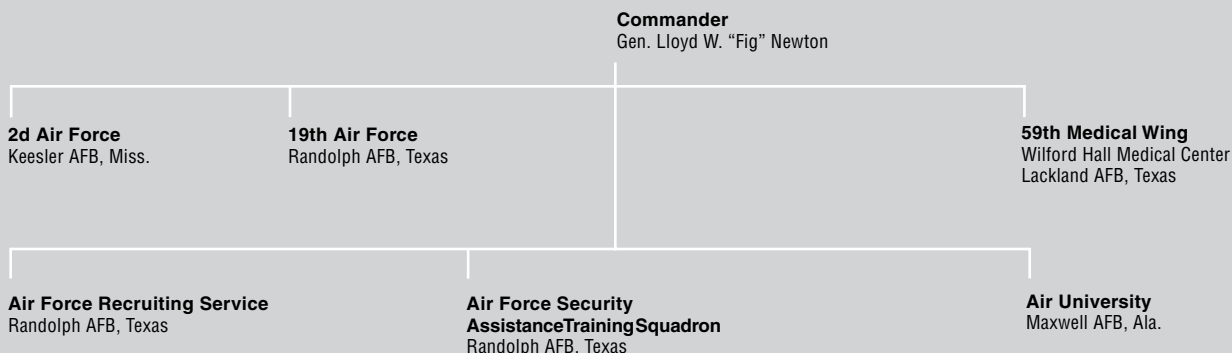 Commander
Gen. Lloyd W. “Fig” Newton
2d Air Force
Keesler AFB, Miss.
19th Air Force
Randolph AFB, Texas
59th Medical Wing
Wilford Hall Medical Center
Lackland AFB, Texas
Air Force Recruiting Service
Randolph AFB, Texas
Air Force Security
AssistanceTrainingSquadron
Randolph AFB, Texas
Air University
Maxwell AFB, Ala.